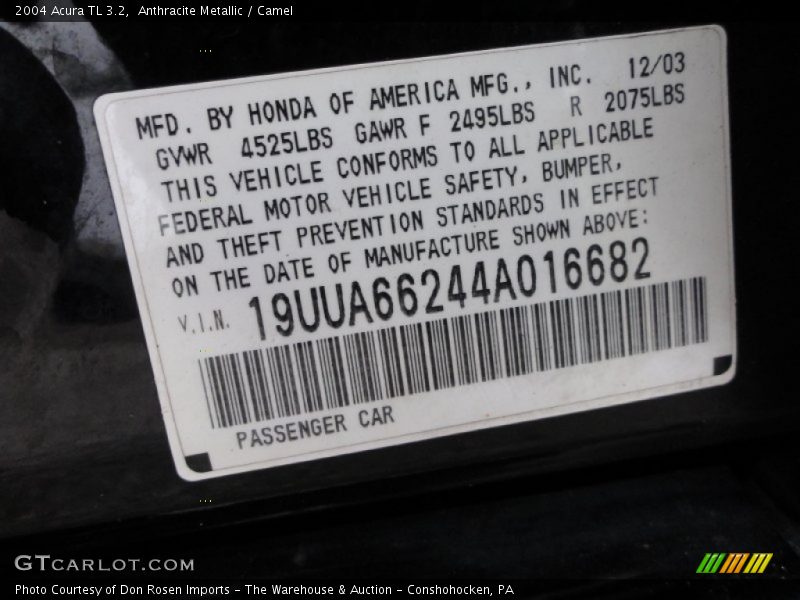 2004 Acura TL 3.2,  Anthracite Metallic / Camel
MFD. BY HONDA OF AMERICA MFG., INC. 12/03
GVWR 4525LBS GAWR F 2495LBS R 2075LBS
THIS VEHICLE CONFORMS TO ALL APPLICABLE
FEDERAL MOTOR VEHICLE SAFETY, BUMPER,
AND THEFT PREVENTION STANDARDS IN EFFECT
ON THE DATE OF MANUFACTURE SHOWN ABOVE:
V.I.N. 19UUA66244A016682
PASSENGER CAR
GTCARLOT.COM
Photo Courtesy of Don Rosen Imports - The Warehouse & Auction - Conshohocken, PA